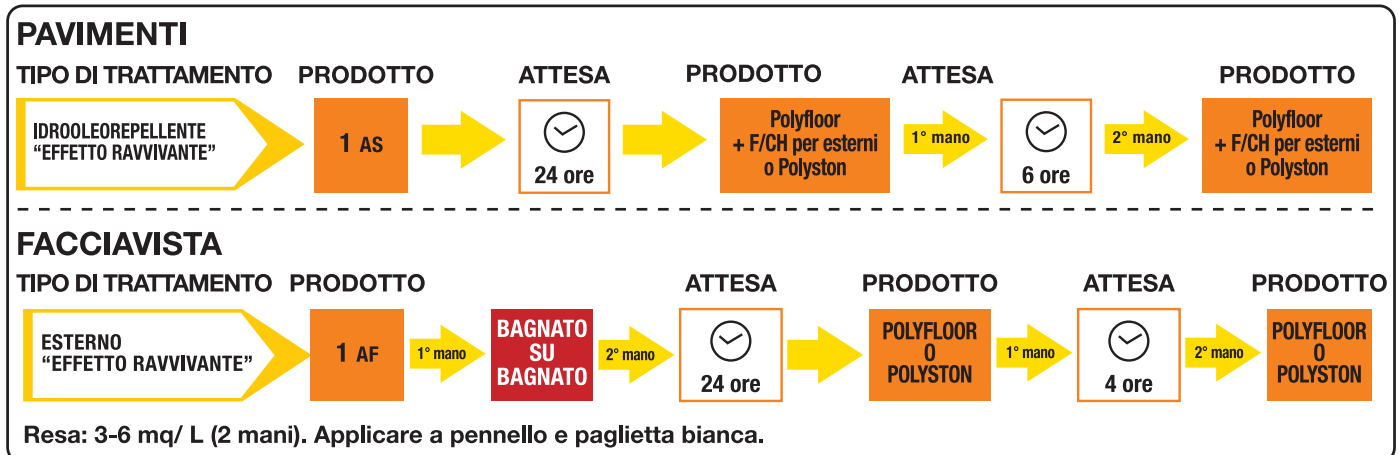 PAVIMENTI
TIPO DI TRATTAMENTO PRODOTTO ATTESA PRODOTTO ATTESA PRODOTTO
IDROOLEOREPELLENTE
“EFFETTO RAVVIVANTE”
1 AS
24 ore
Polyfloor
+ F/CH per esterni
o Polyston
1° mano
6 ore
2° mano
Polyfloor
+ F/CH per esterni
o Polyston
FACCIAVISTA
TIPO DI TRATTAMENTO PRODOTTO ATTESA PRODOTTO ATTESA PRODOTTO
ESTERNO
“EFFETTO RAVVIVANTE”
1 AF
1° mano
BAGNATO
SU
BAGNATO
2° mano
24 ore
POLYFLOOR
O
POLYSTON
1° mano
4 ore
2° mano
POLYFLOOR
O
POLYSTON
Resa: 3-6 mq/ L (2 mani). Applicare a pennello e paglietta bianca.